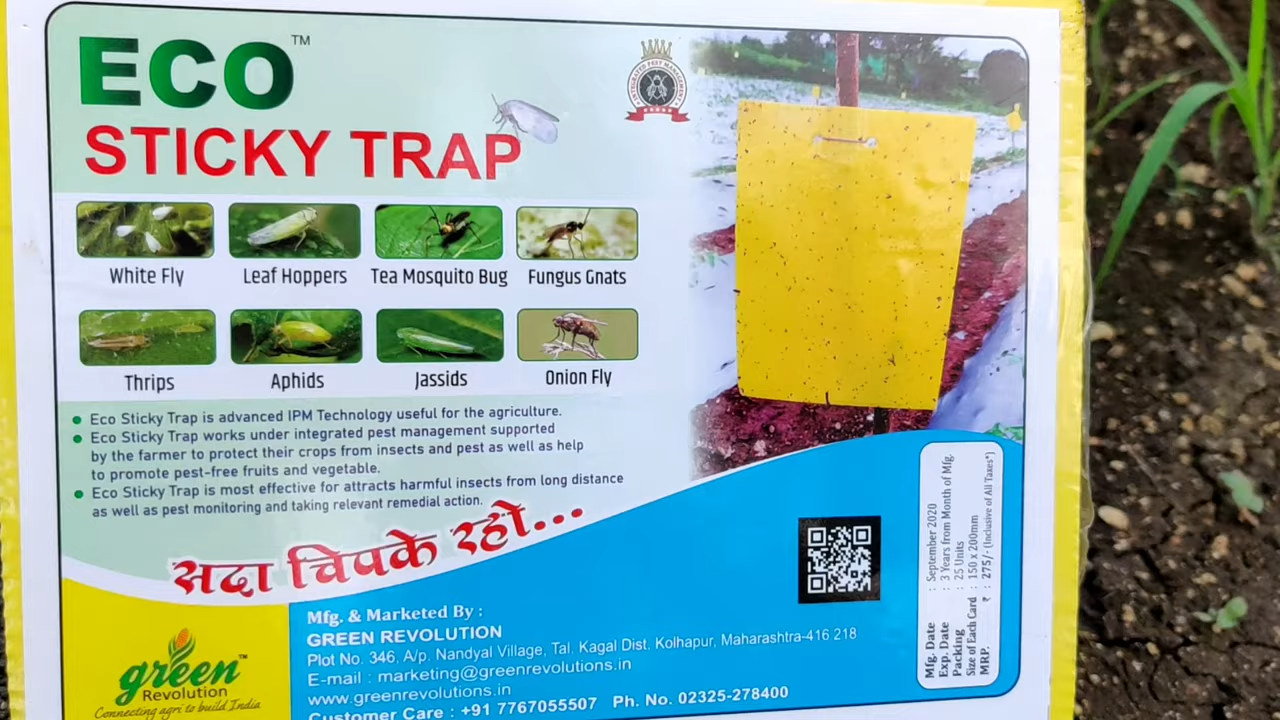 ECO™
STICKY TRAP
INTEGRATED PEST MANAGEMENT
White Fly
Leaf Hoppers
Tea Mosquito Bug
Fungus Gnats
Thrips
Aphids
Jassids
Onion Fly
Eco Sticky Trap is advanced IPM Technology useful for the agriculture.
Eco Sticky Trap works under integrated pest management supported
by the farmer to protect their crops from insects and pest as well as help
to promote pest-free fruits and vegetable.
Eco Sticky Trap is most effective for attracts harmful insects from long distance
as well as pest monitoring and taking relevant remedial action.
सदा चिपके रहो...
green™
Revolution
Connecting agri to build India
Mfg. & Marketed By :
GREEN REVOLUTION
Plot No. 346, A/p. Nandyal Village, Tal. Kagal Dist. Kolhapur, Maharashtra-416 218
E-mail : marketing@greenrevolutions.in
www.greenrevolutions.in
Customer Care : +91 7767055507 Ph. No. 02325-278400
Mfg. Date : September 2020
Exp. Date : 3 Years from Month of Mfg.
Packing : 25 Units
Size of Each Card : 150 x 200mm
MRP. ₹ : 275/- (Inclusive of All Taxes*)